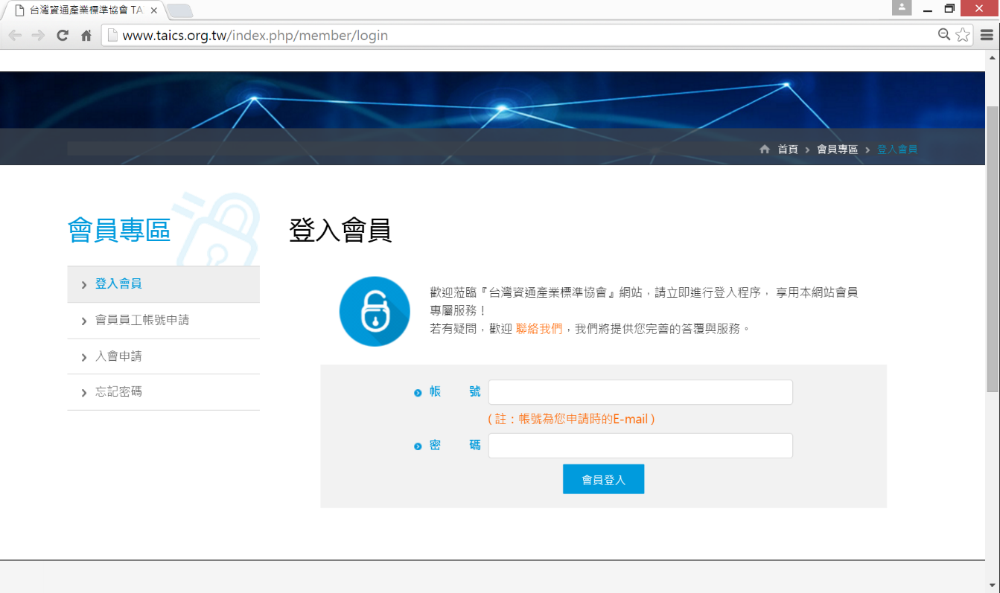 台灣資通產業標準協會 TA
www.taics.org.tw/index.php/member/login
首頁 > 會員專區 > 登入會員
會員專區
登入會員
會員員工帳號申請
入會申請
忘記密碼
登入會員
歡迎蒞臨『台灣資通產業標準協會』網站，請立即進行登入程序， 享用本網站會員
專屬服務！
若有疑問，歡迎 聯絡我們，我們將提供您完善的答覆與服務。
帳 號
( 註：帳號為您申請時的E-mail )
密 碼
會員登入